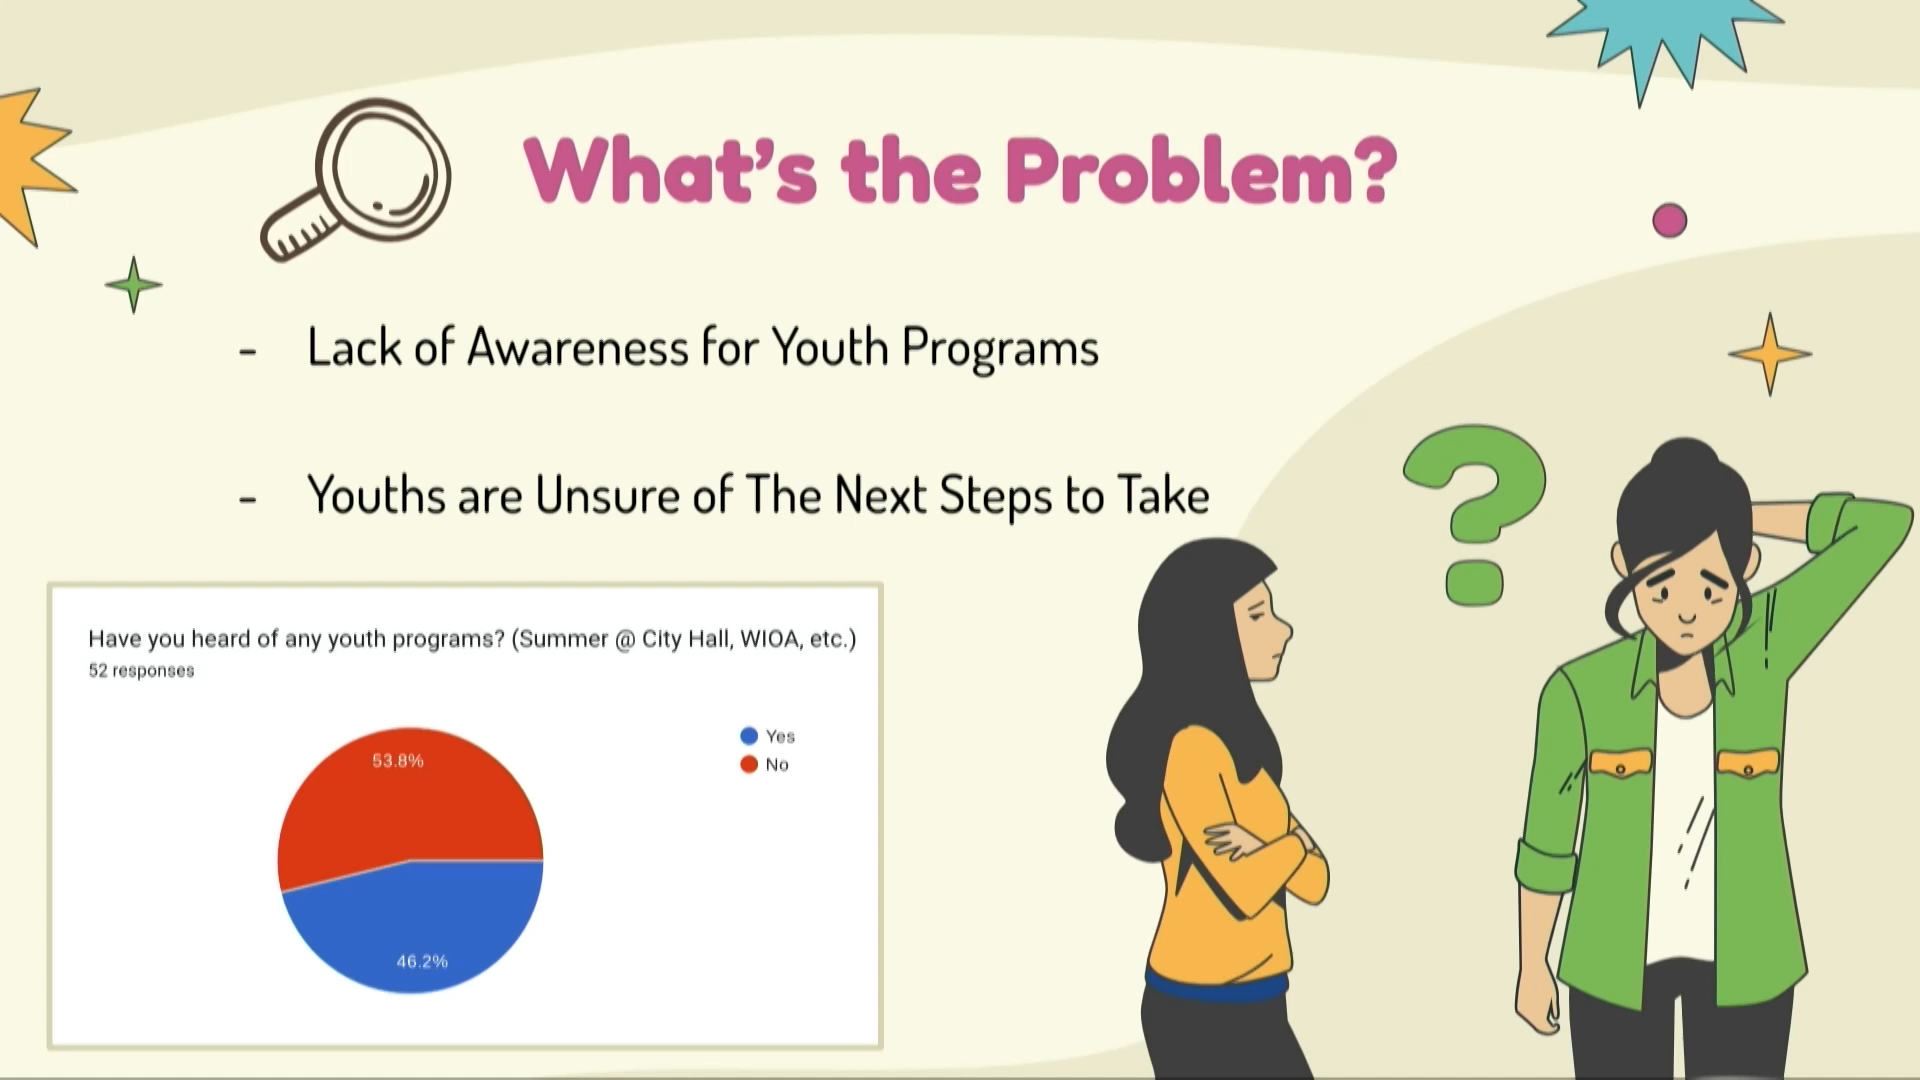 What's the Problem?
- Lack of Awareness for Youth Programs
- Youths are Unsure of The Next Steps to Take
?
Have you heard of any youth programs? (Summer @ City Hall, WIOA, etc.)
52 responses
53.8%
46.2%
Yes
No